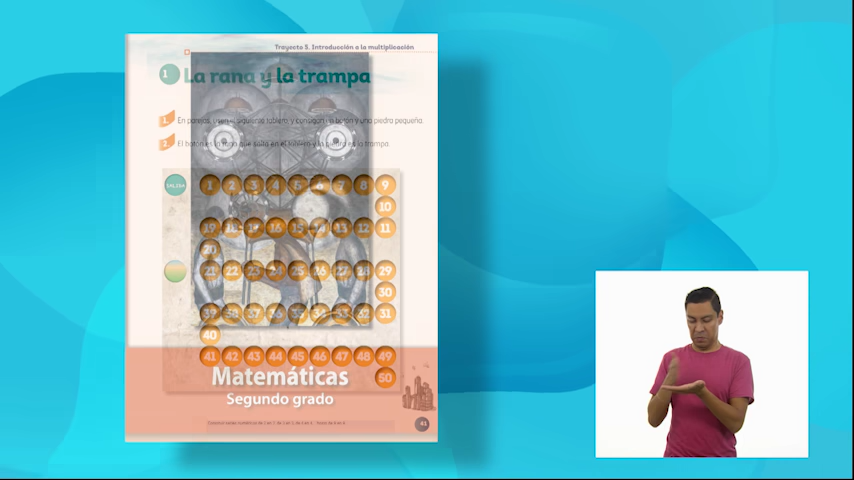 Trayecto 5. Introducción a la multiplicación
1 La rana y la trampa
1. En parejas, usen el siguiente tablero y consigan un botón y una piedra pequeña.
2. El botón es la rana que salta en el tablero y la piedra es la trampa.
SALIDA 1 2 3 4 5 6 7 8 9
10
19 18 17 16 15 14 13 12 11
20
21 22 23 24 25 26 27 28 29
30
39 38 37 36 35 34 33 32 31
40
41 42 43 44 45 46 47 48 49
50
Matemáticas
Segundo grado